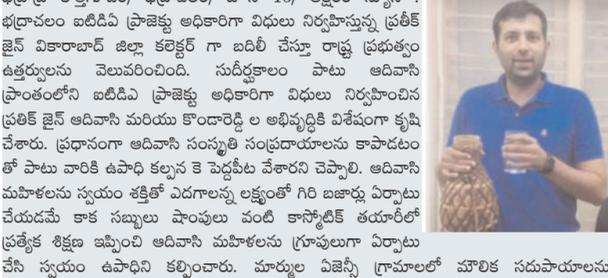 భద్రాచలం ఐటిడిఏ ప్రాజెక్టు అధికారిగా విధులు నిర్వహిస్తున్న ప్రతీక్
జైన్ వికారాబాద్ జిల్లా కలెక్టర్ గా బదిలీ చేస్తూ రాష్ట్ర ప్రభుత్వం
ఉత్తర్వులను వెలువరించింది. సుదీర్ఘకాలం పాటు ఆదివాసి
ప్రాంతంలోని ఐటిడిఎ ప్రాజెక్టు అధికారిగా విధులు నిర్వహించిన
ప్రతిక్ జైన్ ఆదివాసి మరియు కొండారెడ్డి ల అభివృద్ధికి విశేషంగా కృషి
చేశారు. ప్రధానంగా ఆదివాసి సంస్కృతి సంప్రదాయాలను కాపాడటం
తో పాటు వారికి ఉపాధి కల్పన కె పెద్దపీట వేశారని చెప్పాలి. ఆదివాసి
మహిళలను స్వయం శక్తితో ఎదగాలన్న లక్ష్యంతో గిరి బజార్లు ఏర్పాటు
చేయడమే కాక సబ్బులు షాంపులు వంటి కాస్మోటిక్ తయారీలో
ప్రత్యేక శిక్షణ ఇప్పించి ఆదివాసి మహిళలను గ్రూపులుగా ఏర్పాటు
చేసి స్వయం ఉపాధిని కల్పించారు. మార్మల ఏజెన్సీ గ్రామాలలో మౌలిక సదుపాయాలను